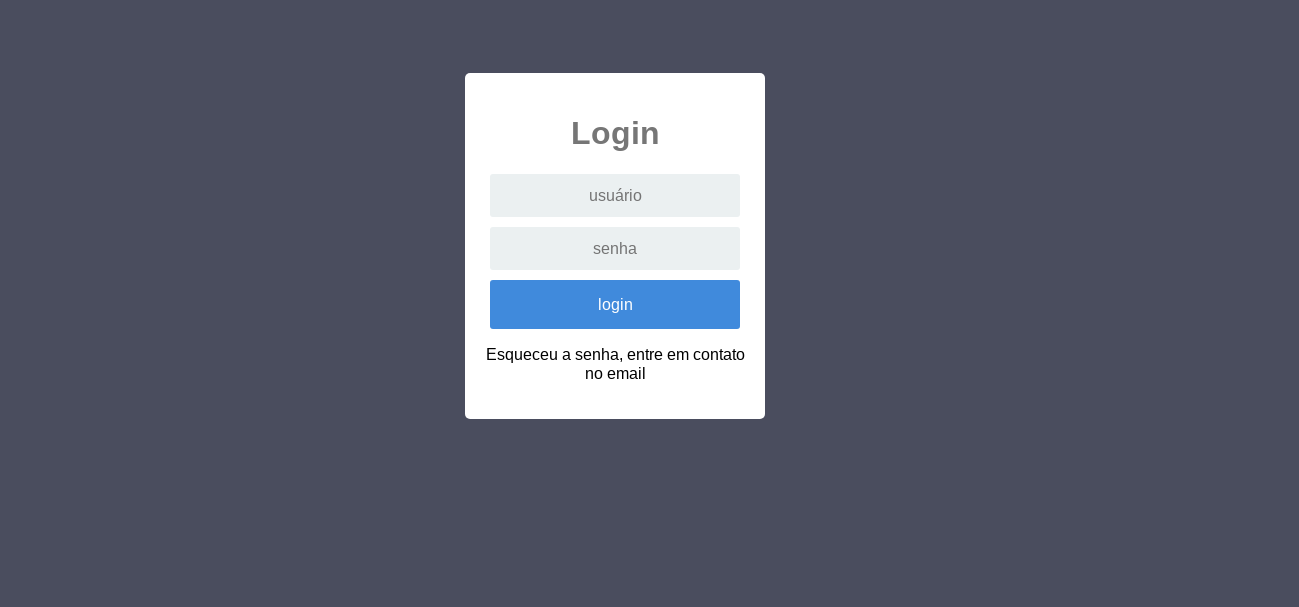 Login
usuário
senha
login
Esqueceu a senha, entre em contato
no email